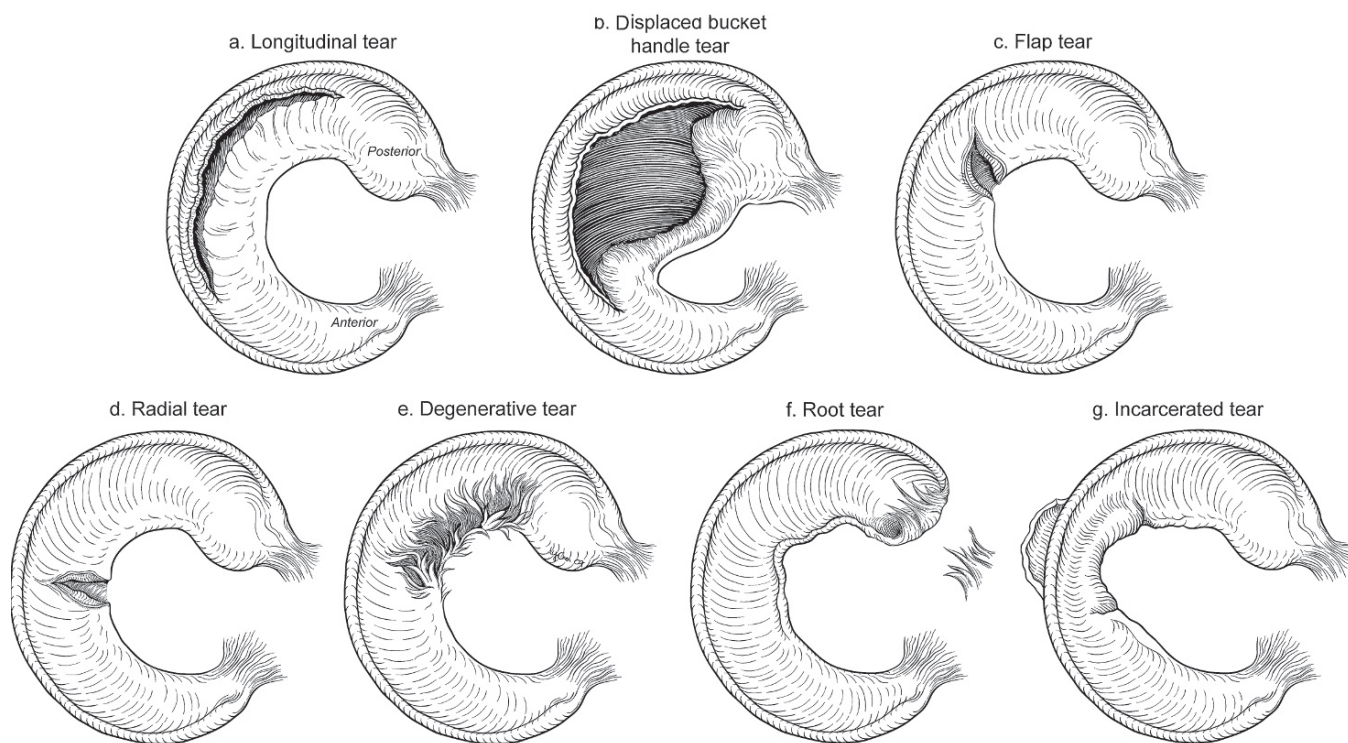 a. Longitudinal tear
b. Displaced bucket
handle tear
c. Flap tear
Posterior
Anterior
d. Radial tear
e. Degenerative tear
f. Root tear
g. Incarcerated tear